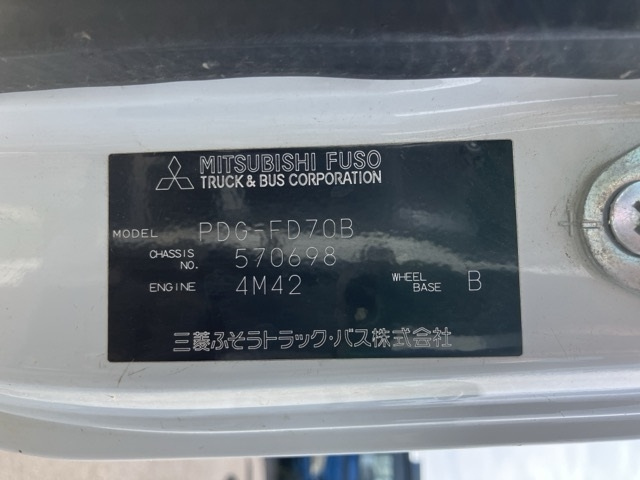 MITSUBISHI FUSO
TRUCK & BUS CORPORATION
MODEL PDG-FD70B
CHASSIS NO. 570698
ENGINE 4M42 WHEEL BASE B
三菱ふそうトラック・バス株式会社